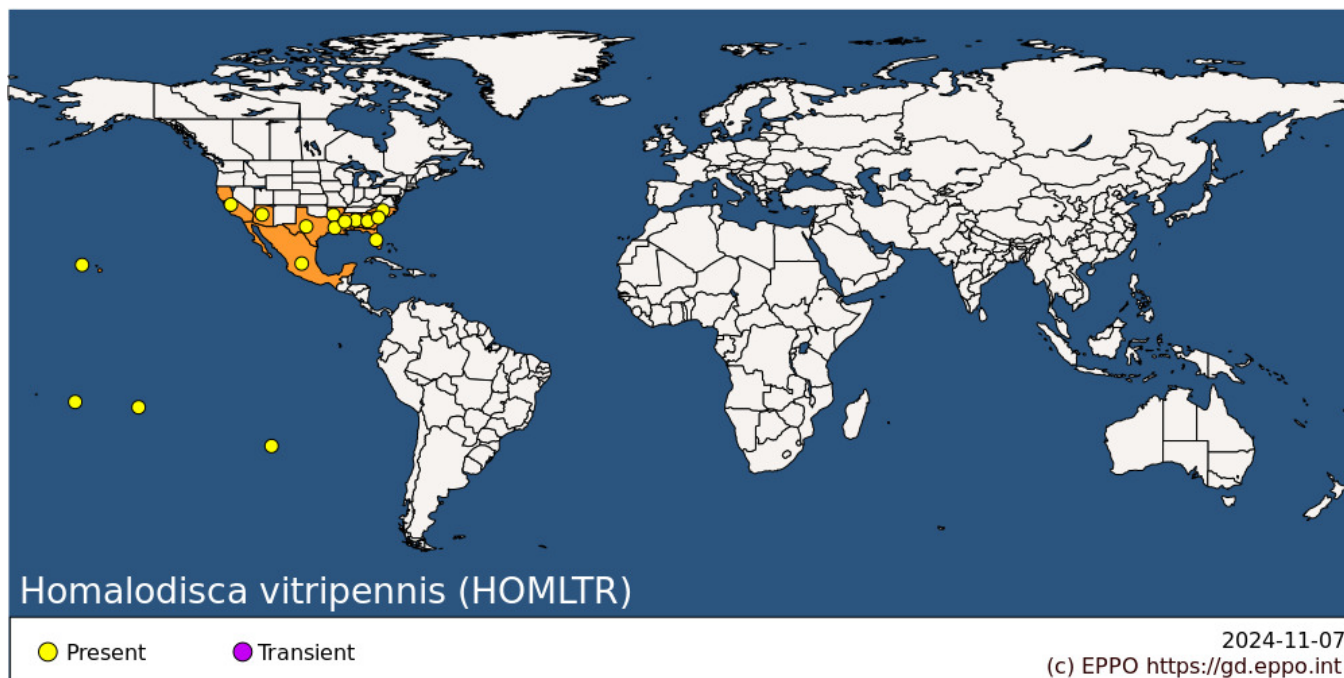 Homalodisca vitripennis (HOMLTR)
Present
Transient
2024-11-07
(c) EPPO https://gd.eppo.int